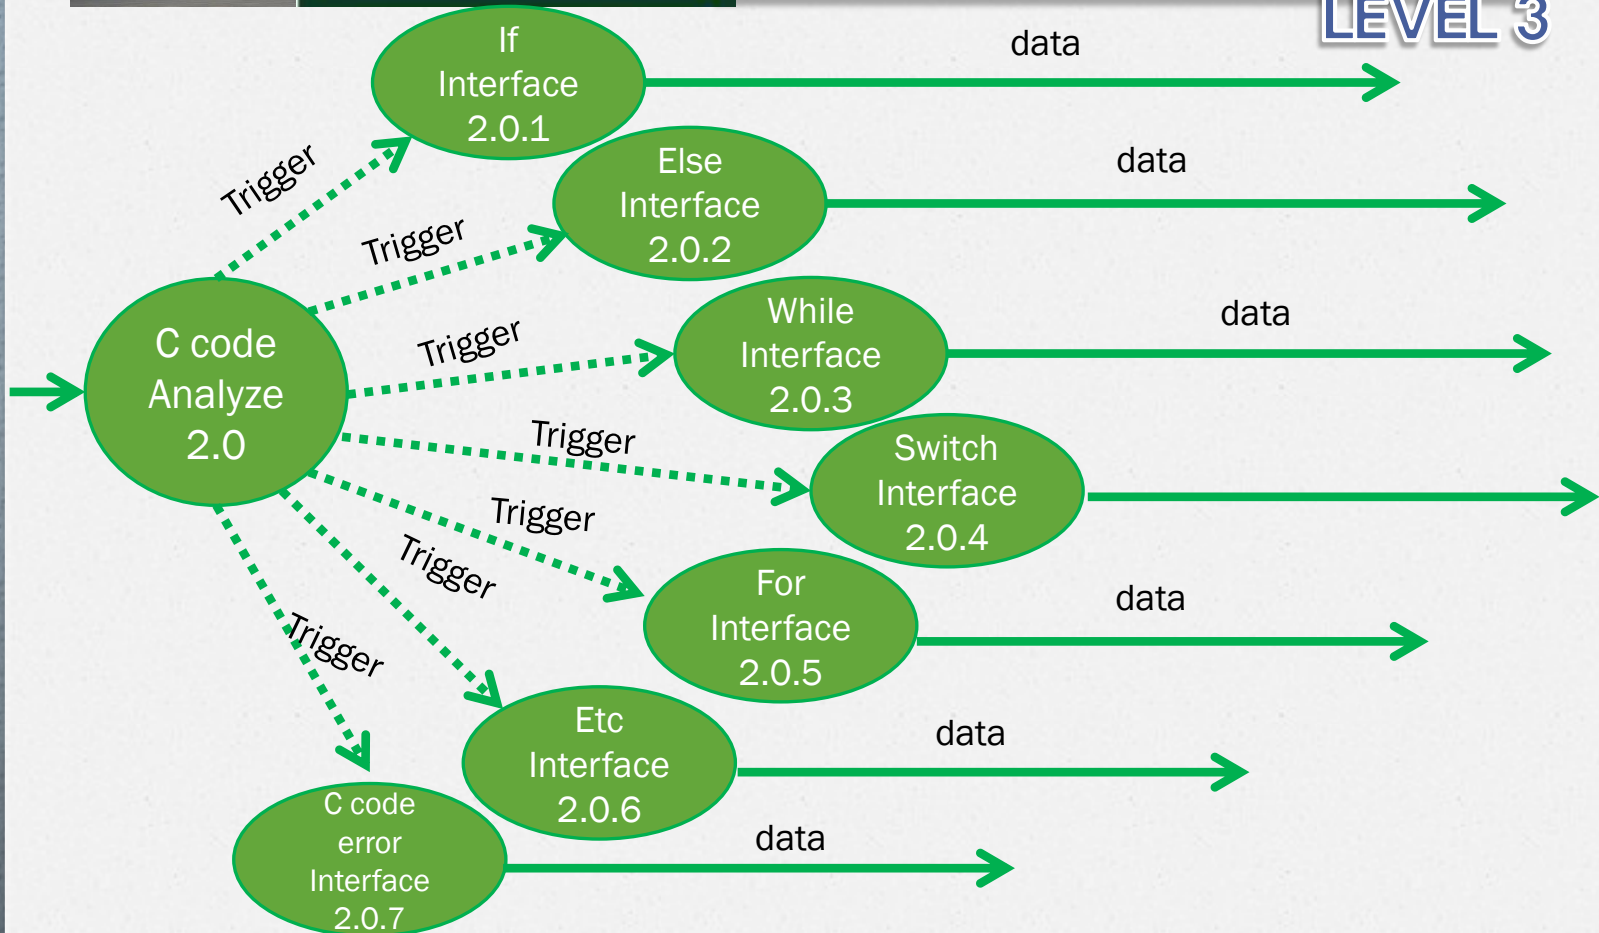 LEVEL 3
If
Interface
2.0.1
data
Trigger
Else
Interface
2.0.2
data
Trigger
While
Interface
2.0.3
data
Trigger
C code
Analyze
2.0
Trigger
Switch
Interface
2.0.4
Trigger
For
Interface
2.0.5
data
Trigger
Etc
Interface
2.0.6
data
Trigger
C code
error
Interface
2.0.7
data